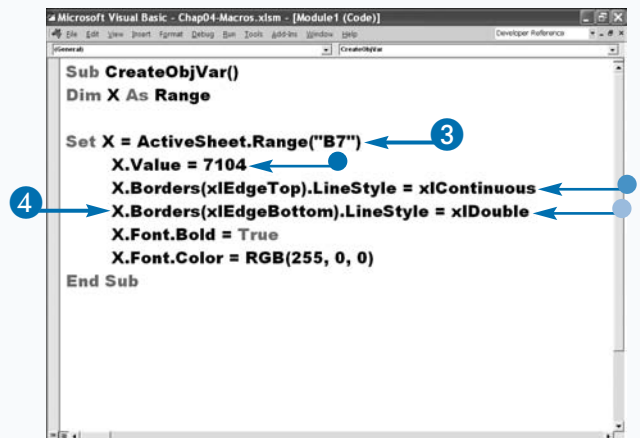 Microsoft Visual Basic - Chap04-Macros.xlsm - [Module1 (Code)]
File Edit View Insert Format Debug Run Tools Add-Ins Window Help
Developer Reference
(General)
CreateObjVar
Sub CreateObjVar()
Dim X As Range
Set X = ActiveSheet.Range("B7")
3
X.Value = 7104
X.Borders(xlEdgeTop).LineStyle = xlContinuous
4
X.Borders(xlEdgeBottom).LineStyle = xlDouble
X.Font.Bold = True
X.Font.Color = RGB(255, 0, 0)
End Sub